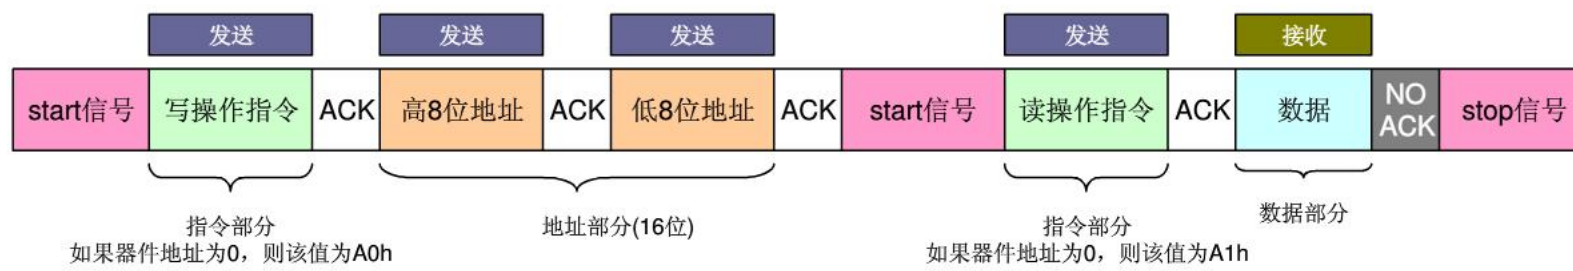 发送 发送 发送 发送 接收
start信号 写操作指令 ACK 高8位地址 ACK 低8位地址 ACK start信号 读操作指令 ACK 数据 NO ACK stop信号
指令部分 地址部分(16位) 指令部分 数据部分
如果器件地址为0，则该值为A0h 如果器件地址为0，则该值为A1h